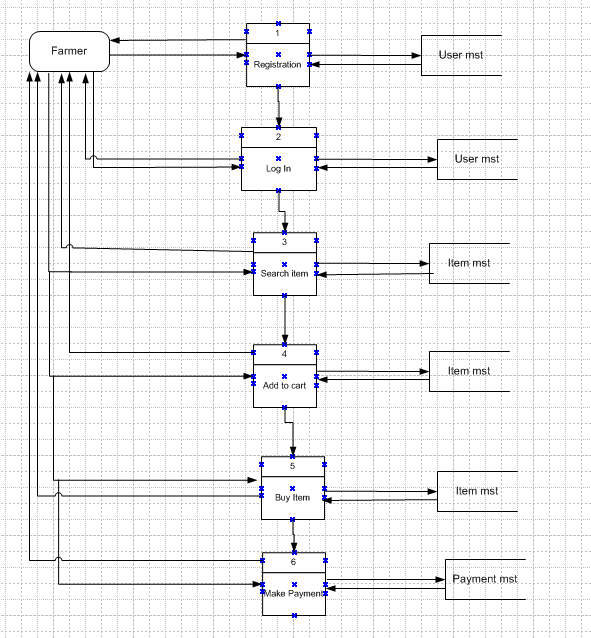 1
Farmer
User mst
Registration
2
User mst
Log In
3
Item mst
Search item
4
Item mst
Add to cart
5
Item mst
Buy Item
6
Payment mst
Make Payment